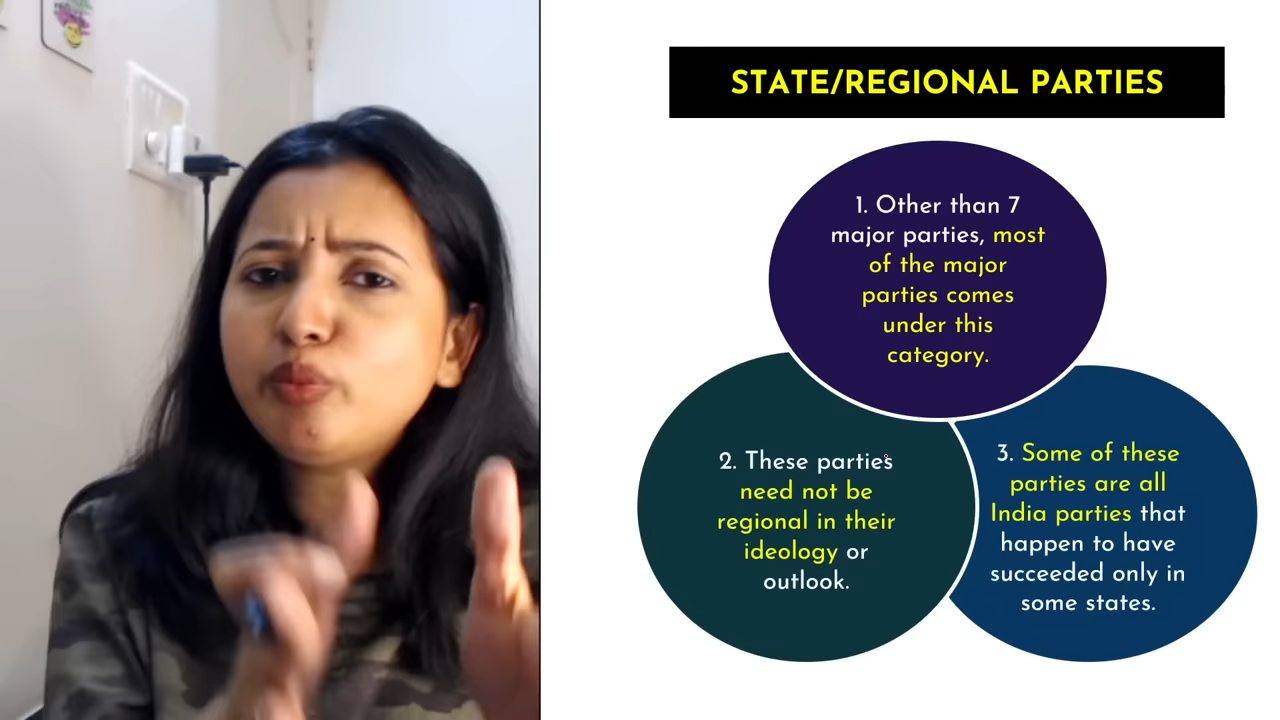 STATE/REGIONAL PARTIES
1. Other than 7
major parties, most
of the major
parties comes
under this
category.
2. These parties
need not be
regional in their
ideology or
outlook.
3. Some of these
parties are all
India parties that
happen to have
succeeded only in
some states.